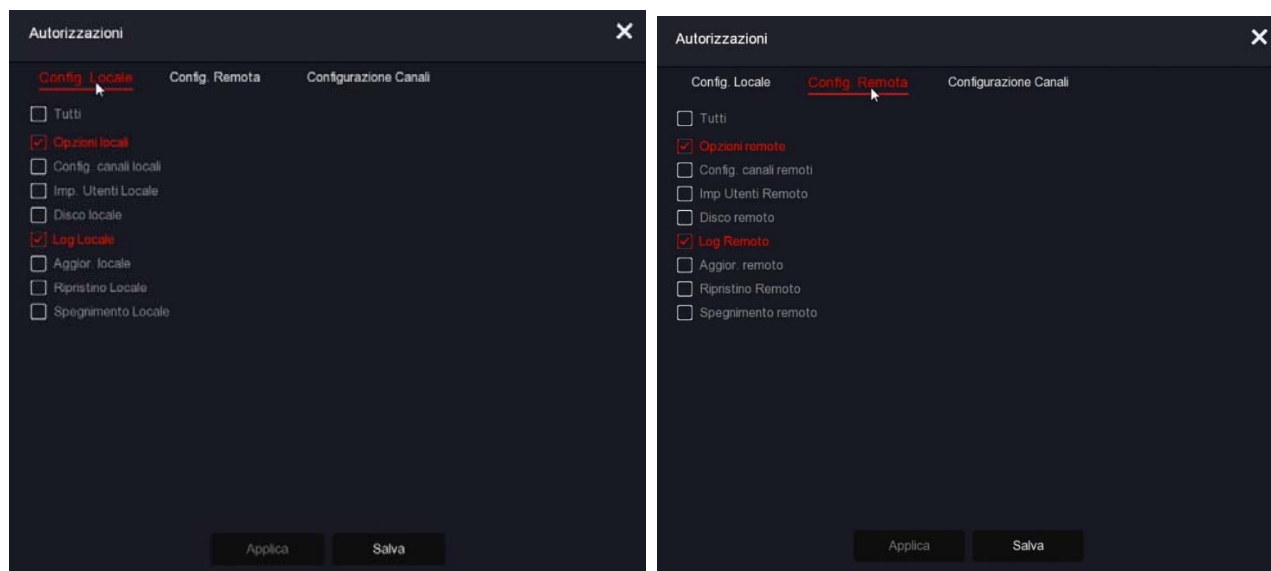 Autorizzazioni
Config. Locale Config. Remota Configurazione Canali
Tutti
Opzioni locali
Config. canali locali
Imp. Utenti Locale
Disco locale
Log Locale
Aggior. locale
Ripristino Locale
Spegnimento Locale
Applica Salva
Autorizzazioni
Config. Locale Config. Remota Configurazione Canali
Tutti
Opzioni remote
Config. canali remoti
Imp Utenti Remoto
Disco remoto
Log Remoto
Aggior. remoto
Ripristino Remoto
Spegnimento remoto
Applica Salva